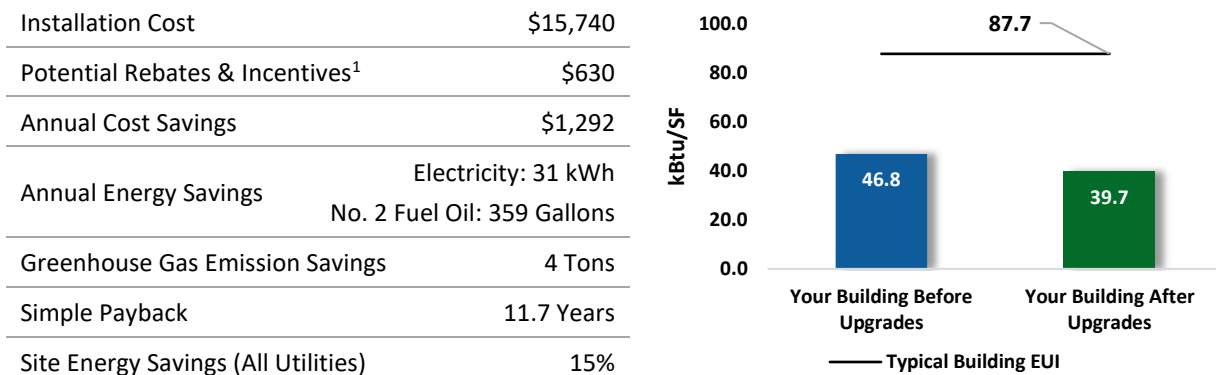 Installation Cost $15,740
Potential Rebates & Incentives1 $630
Annual Cost Savings $1,292
Annual Energy Savings Electricity: 31 kWh
No. 2 Fuel Oil: 359 Gallons
Greenhouse Gas Emission Savings 4 Tons
Simple Payback 11.7 Years
Site Energy Savings (All Utilities) 15%
kBtu/SF
100.0
80.0
60.0
40.0
20.0
0.0
87.7
46.8
39.7
Your Building Before
Upgrades
Your Building After
Upgrades
Typical Building EUI